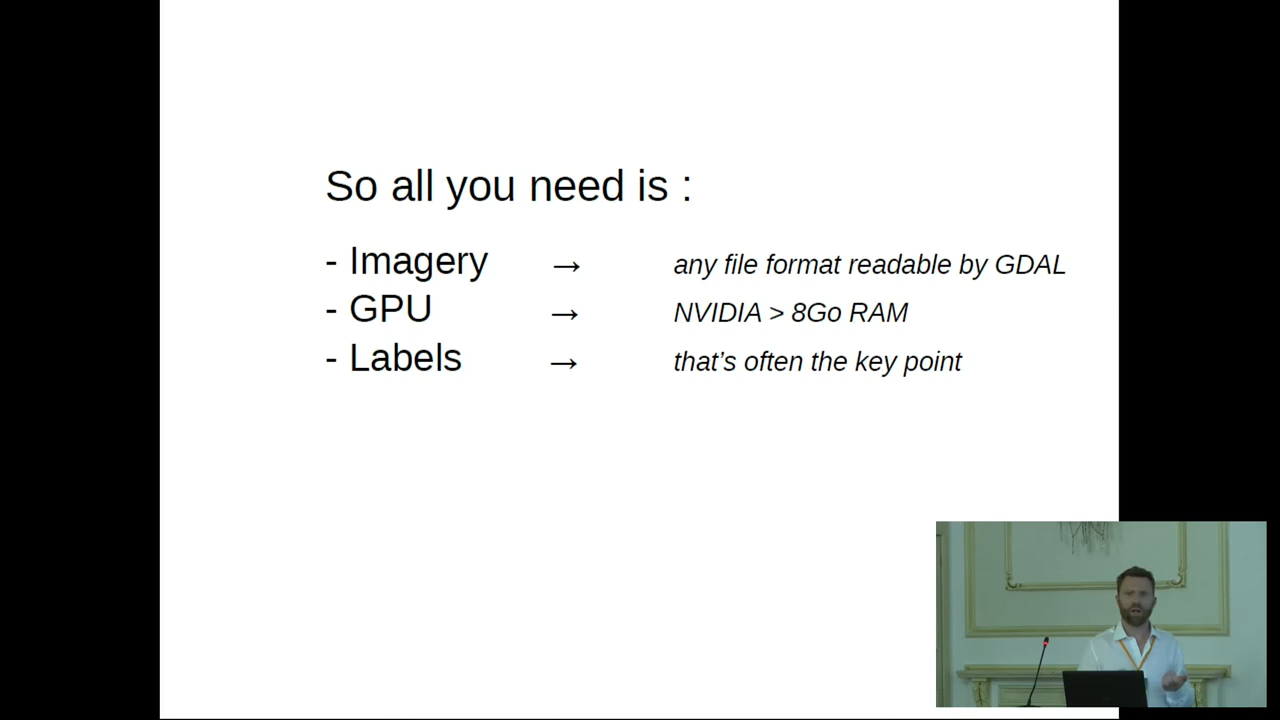 So all you need is :
- Imagery → any file format readable by GDAL
- GPU → NVIDIA > 8Go RAM
- Labels → that's often the key point